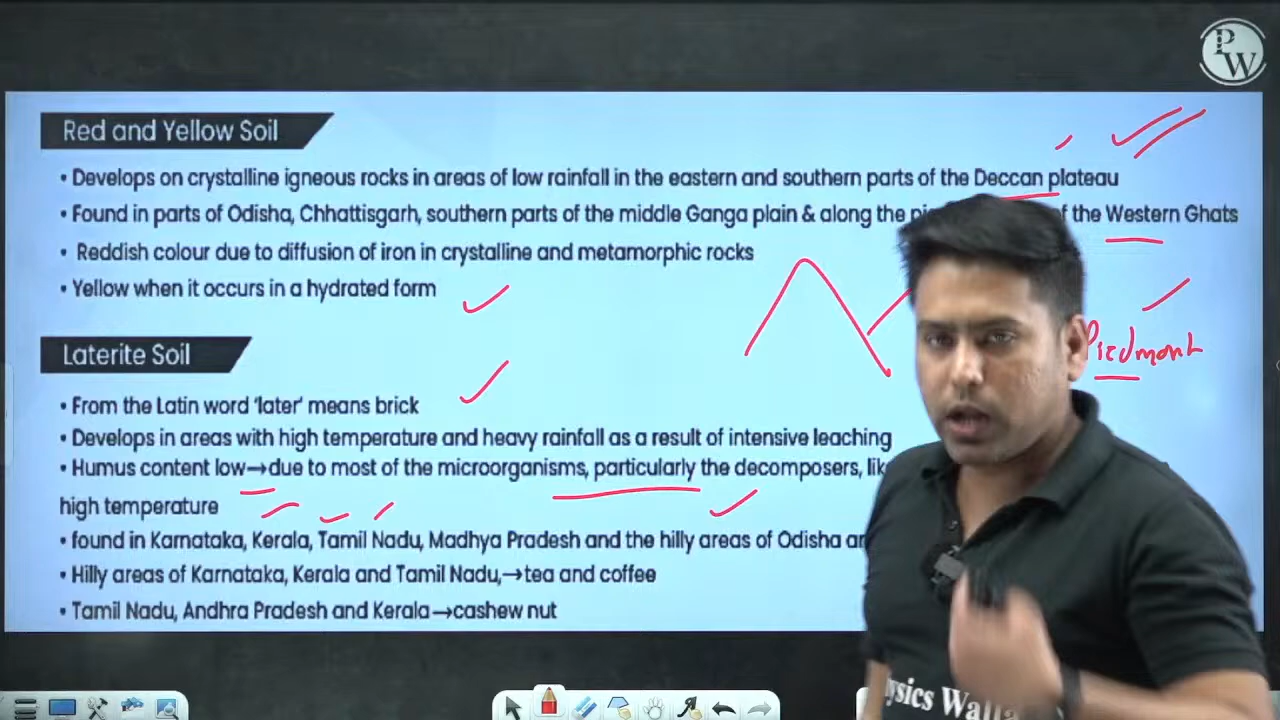 PW
Red and Yellow Soil
• Develops on crystalline igneous rocks in areas of low rainfall in the eastern and southern parts of the Deccan plateau
• Found in parts of Odisha, Chhattisgarh, southern parts of the middle Ganga plain & along the of the Western Ghats
• Reddish colour due to diffusion of iron in crystalline and metamorphic rocks
• Yellow when it occurs in a hydrated form
Piedmont
Laterite Soil
• From the Latin word ‘later’ means brick
• Develops in areas with high temperature and heavy rainfall as a result of intensive leaching
• Humus content low→due to most of the microorganisms, particularly the decomposers,
high temperature
• found in Karnataka, Kerala, Tamil Nadu, Madhya Pradesh and the hilly areas of Odisha
• Hilly areas of Karnataka, Kerala and Tamil Nadu,→tea and coffee
• Tamil Nadu, Andhra Pradesh and Kerala→cashew nut